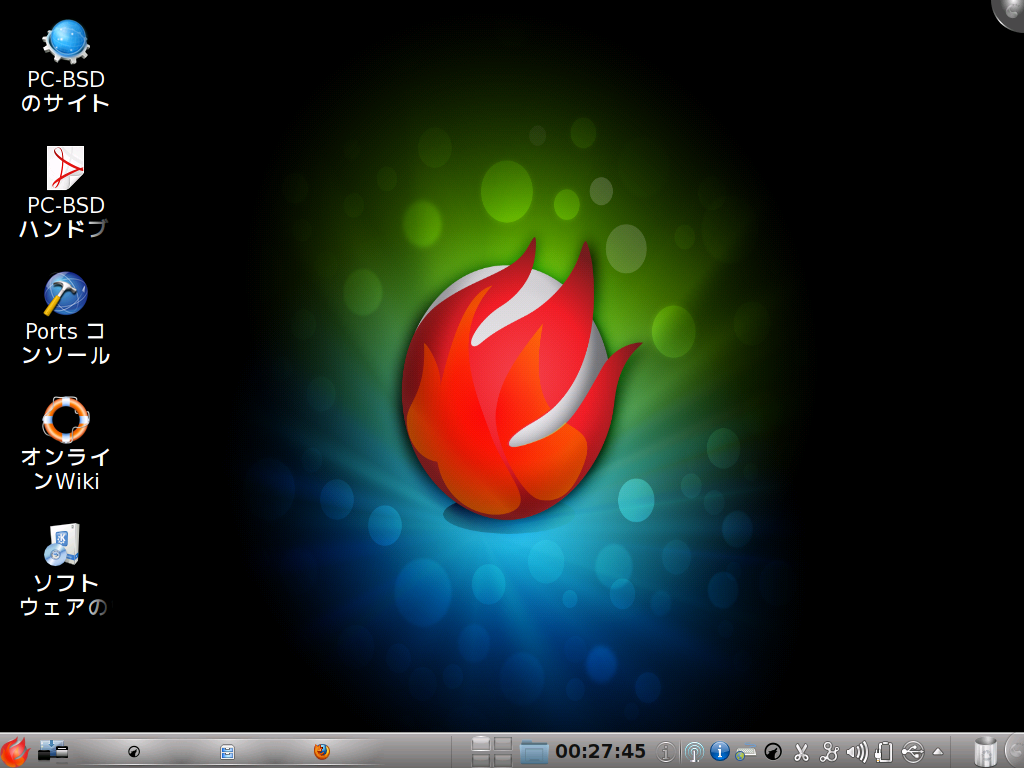 PC-BSD
のサイト
PC-BSD
ハンドブ
Ports コ
ンソール
オンライ
ンWiki
ソフト
ウェアの
00:27:45